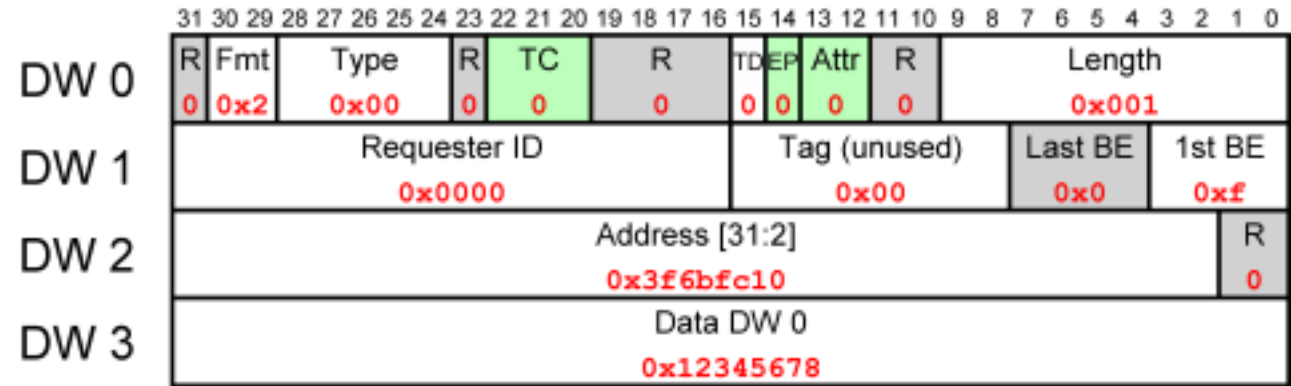 31 30 29 28 27 26 25 24 23 22 21 20 19 18 17 16 15 14 13 12 11 10 9 8 7 6 5 4 3 2 1 0
DW 0
R Fmt Type R TC R TD EP Attr R Length
0 0x2 0x00 0 0 0 0 0 0 0 0x001
DW 1
Requester ID Tag (unused) Last BE 1st BE
0x0000 0x00 0x0 0xf
DW 2
Address [31:2] R
0x3f6bfc10 0
DW 3
Data DW 0
0x12345678